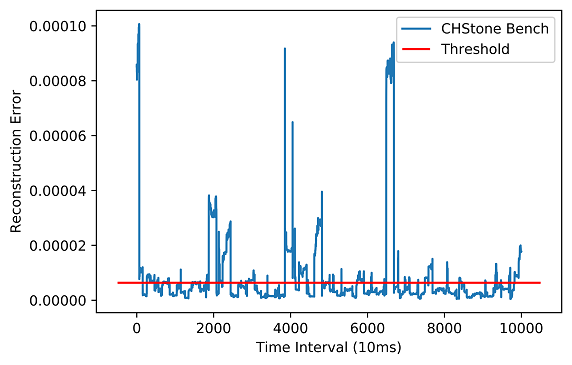 CHStone Bench
Threshold
0.00010
0.00008
0.00006
0.00004
0.00002
0.00000
Reconstruction Error
0 2000 4000 6000 8000 10000
Time Interval (10ms)